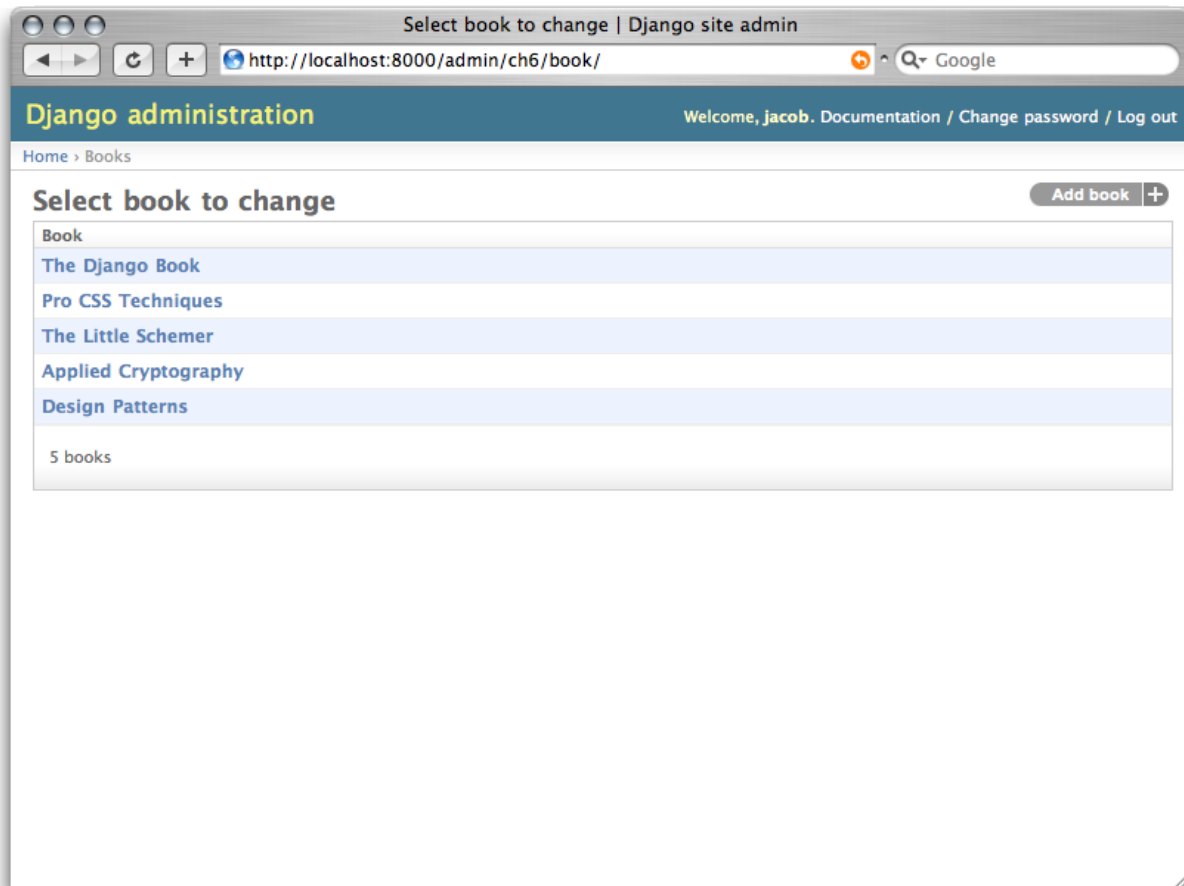 Select book to change | Django site admin
http://localhost:8000/admin/ch6/book/ Google
Django administration Welcome, jacob. Documentation / Change password / Log out
Home › Books
Select book to change Add book +
Book
The Django Book
Pro CSS Techniques
The Little Schemer
Applied Cryptography
Design Patterns
5 books